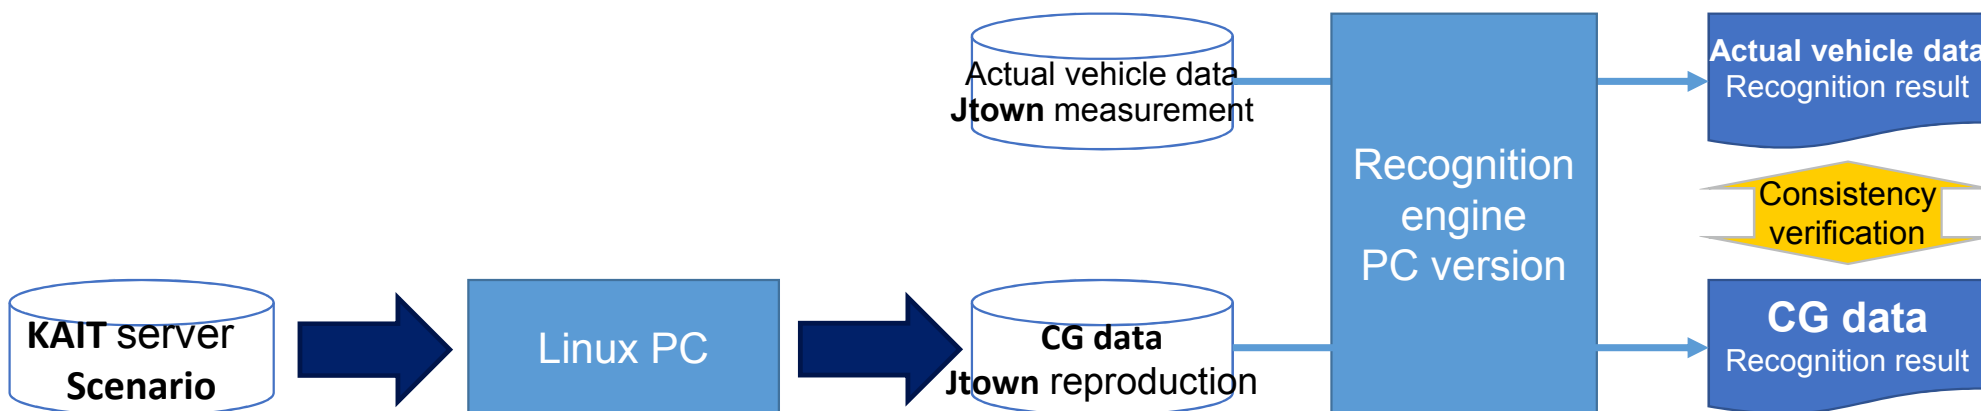 Actual vehicle data
Jtown measurement
Recognition
engine
PC version
Actual vehicle data
Recognition result
Consistency
verification
KAIT server
Scenario
Linux PC
CG data
Jtown reproduction
CG data
Recognition result